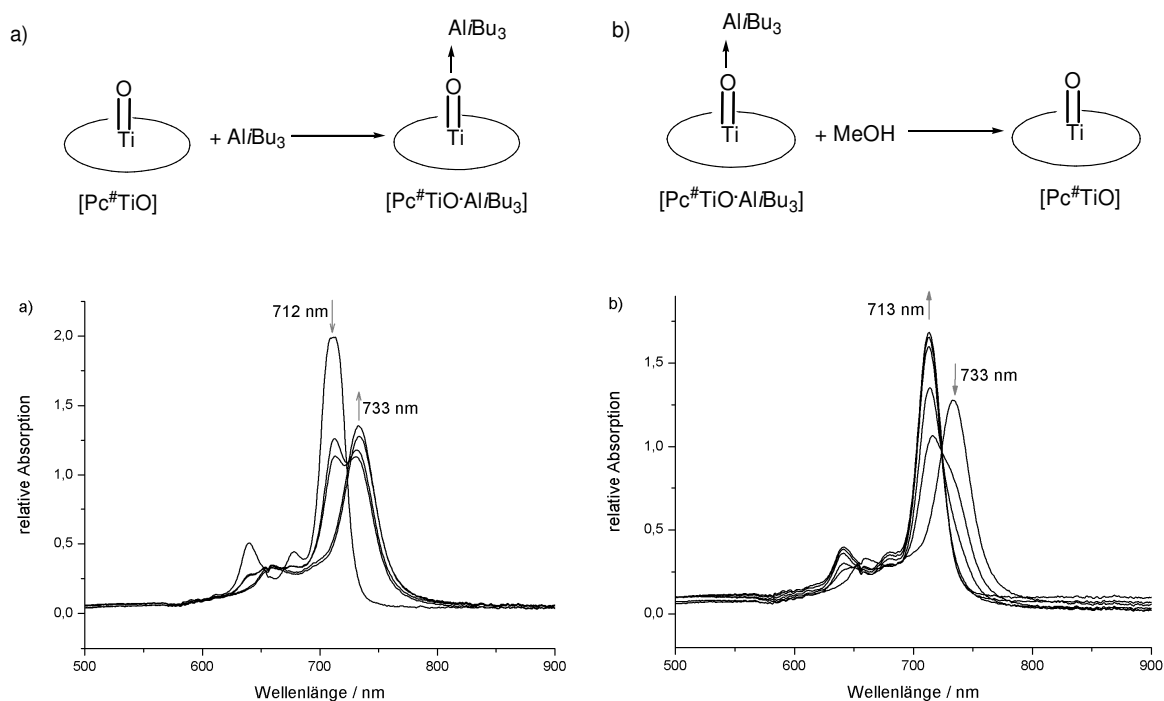 a)
O
Ti
[Pc#TiO]
+ AliBu3
AliBu3
O
Ti
[Pc#TiO·AliBu3]
b)
AliBu3
O
Ti
[Pc#TiO·AliBu3]
+ MeOH
O
Ti
[Pc#TiO]
a)
712 nm
733 nm
relative Absorption
2,0
1,5
1,0
0,5
0,0
500 600 700 800 900
Wellenlänge / nm
b)
713 nm
733 nm
relative Absorption
1,5
1,0
0,5
0,0
500 600 700 800 900
Wellenlänge / nm